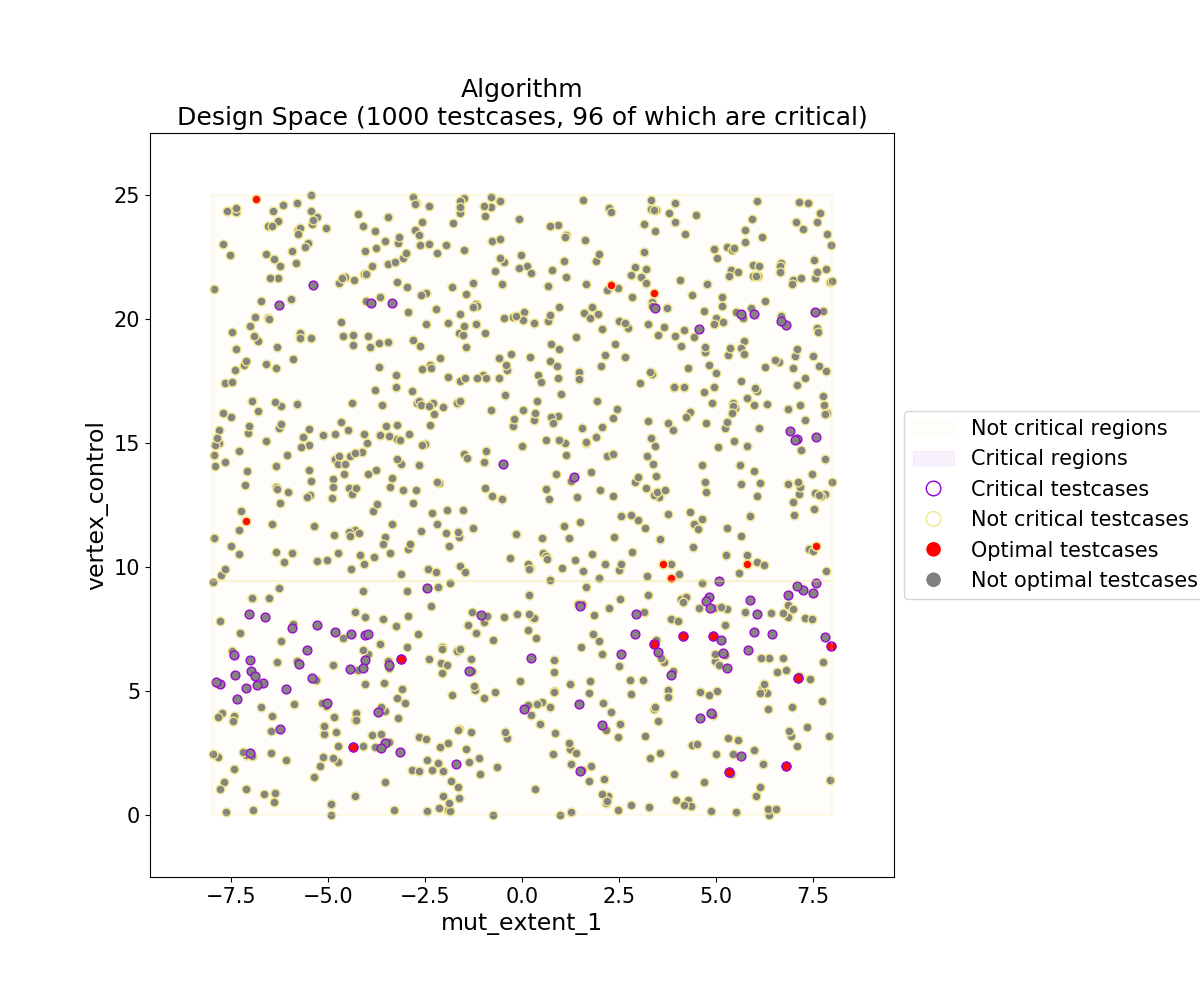 Algorithm
Design Space (1000 testcases, 96 of which are critical)
25
20
15
10
5
0
vertex_control
−7.5
−5.0
−2.5
0.0
2.5
5.0
7.5
mut_extent_1
Not critical regions
Critical regions
Critical testcases
Not critical testcases
Optimal testcases
Not optimal testcases